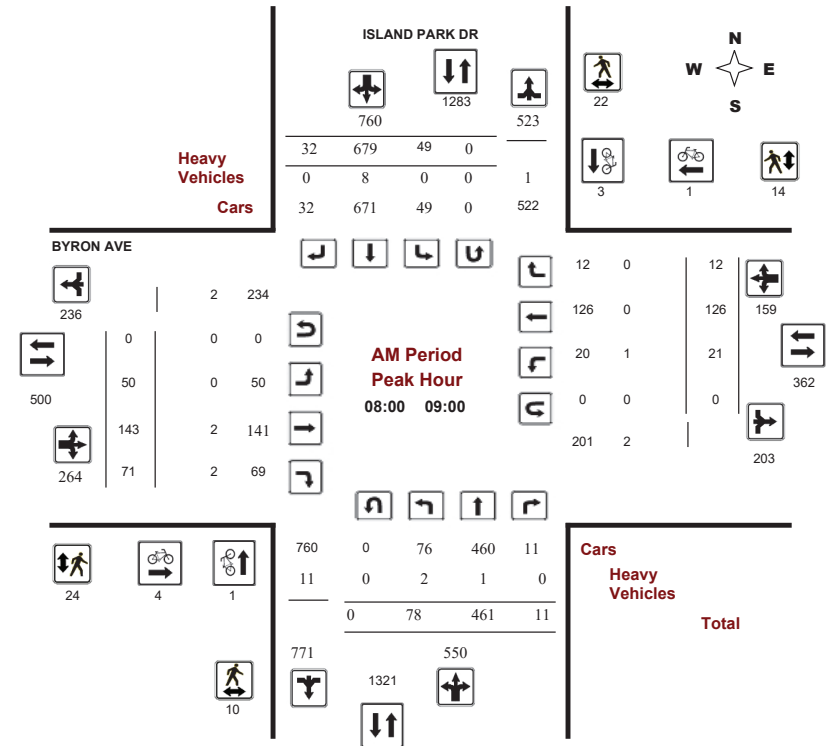 ISLAND PARK DR
N
W E
S
1283
22
760 523
32 679 49 0
Heavy
Vehicles
0 8 0 0 1
Cars
32 671 49 0 522
3 1 14
BYRON AVE
236
2 234
12 0 12
0 0 0
126 0 126 159
500
50 0 50
20 1 21
362
AM Period
Peak Hour
08:00 09:00
0 0 0
143 2 141
201 2
203
264
71 2 69
760 0 76 460 11
Cars
11 0 2 1 0
Heavy
Vehicles
24 4 1
0 78 461 11
Total
771 550
1321
10